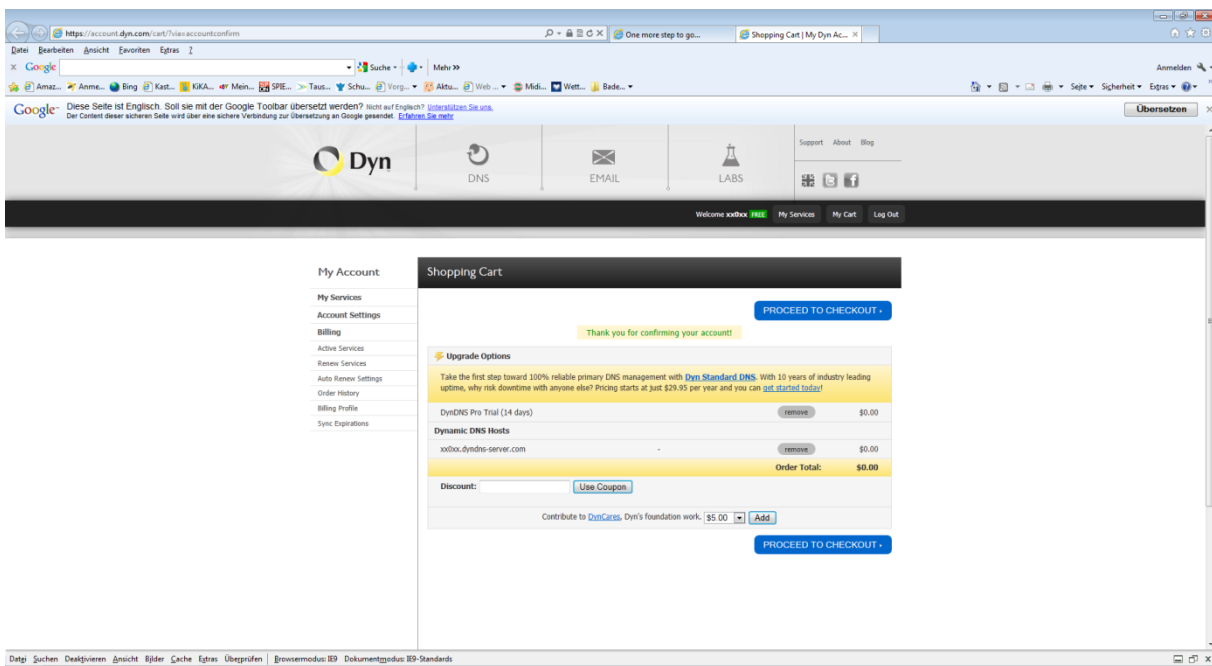 https://account.dyn.com/cart/?via=accountconfirm
One more step to go...
Shopping Cart | My Dyn Ac...
Datei Bearbeiten Ansicht Favoriten Extras ?
x Google Suche Mehr >> Anmelden
Amaz... Anme... Bing Kast... KiKA... Mein... SPIE... Taus... Schu... Vorg... Aktu... Web ... Midi... Wett... Bade... Seite Sicherheit Extras
Google Diese Seite ist Englisch. Soll sie mit der Google Toolbar übersetzt werden? Nicht auf Englisch? Unterstützen Sie uns. Übersetzen
Der Content dieser sicheren Seite wird über eine sichere Verbindung zur Übersetzung an Google gesendet. Erfahren Sie mehr
Support About Blog
Dyn
DNS EMAIL LABS
Welcome xx0xx FREE My Services My Cart Log Out
My Account
My Services
Account Settings
Billing
Active Services
Renew Services
Auto Renew Settings
Order History
Billing Profile
Sync Expirations
Shopping Cart
PROCEED TO CHECKOUT ›
Thank you for confirming your account!
Upgrade Options
Take the first step toward 100% reliable primary DNS management with Dyn Standard DNS. With 10 years of industry leading
uptime, why risk downtime with anyone else? Pricing starts at just $29.95 per year and you can get started today!
DynDNS Pro Trial (14 days) remove $0.00
Dynamic DNS Hosts
xx0xx.dyndns-server.com - remove $0.00
Order Total: $0.00
Discount: Use Coupon
Contribute to DynCares, Dyn's foundation work. $5.00 Add
PROCEED TO CHECKOUT ›
Datei Suchen Deaktivieren Ansicht Bilder Cache Extras Überprüfen Browsermodus: IE9 Dokumentmodus: IE9-Standards